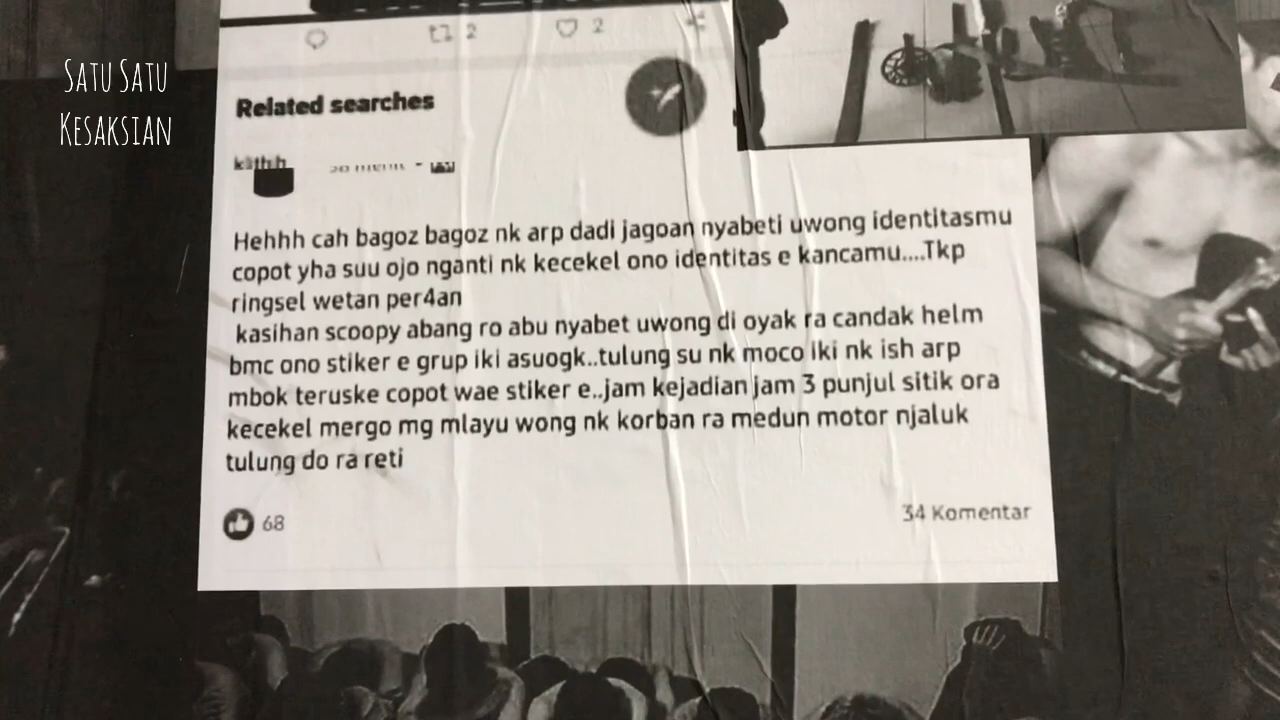 SATU SATU
KESAKSIAN
2 2
Related searches
Hehhh cah bagoz bagoz nk arp dadi jagoan nyabeti uwong identitasmu
copot yha suu ojo nganti nk kecekel ono identitas e kancamu....Tkp
ringsel wetan per4an
kasihan scoopy abang ro abu nyabet uwong di oyak ra candak helm
bmc ono stiker e grup iki asuogk..tulung su nk moco iki nk ish arp
mbok teruske copot wae stiker e..jam kejadian jam 3 punjul sitik ora
kecekel mergo mg mlayu wong nk korban ra medun motor njaluk
tulung do ra reti
68
34 Komentar